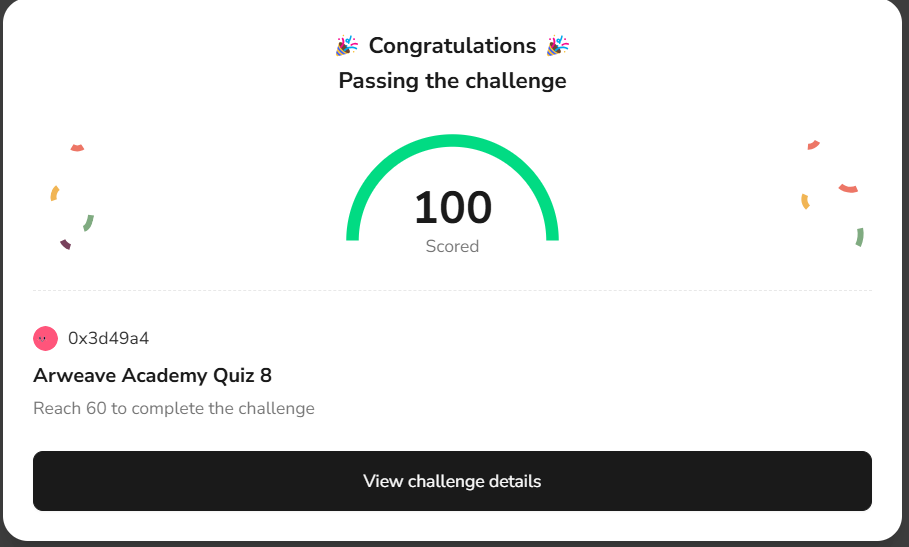 🎉 Congratulations 🎉
Passing the challenge
100
Scored
0x3d49a4
Arweave Academy Quiz 8
Reach 60 to complete the challenge
View challenge details